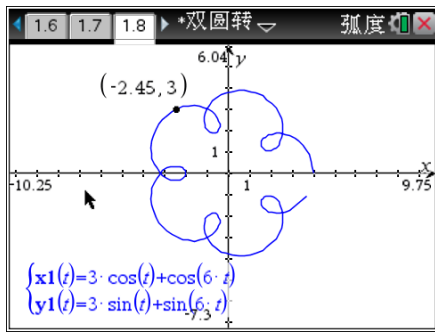 1.6 1.7 1.8 *双圆转 弧度
6.04 y
(-2.45,3)
1
x
-10.25 1 9.75
x1(t)=3·cos(t)+cos(6·t)
y1(t)=3·sin(t)+sin(6·t)
-7.3